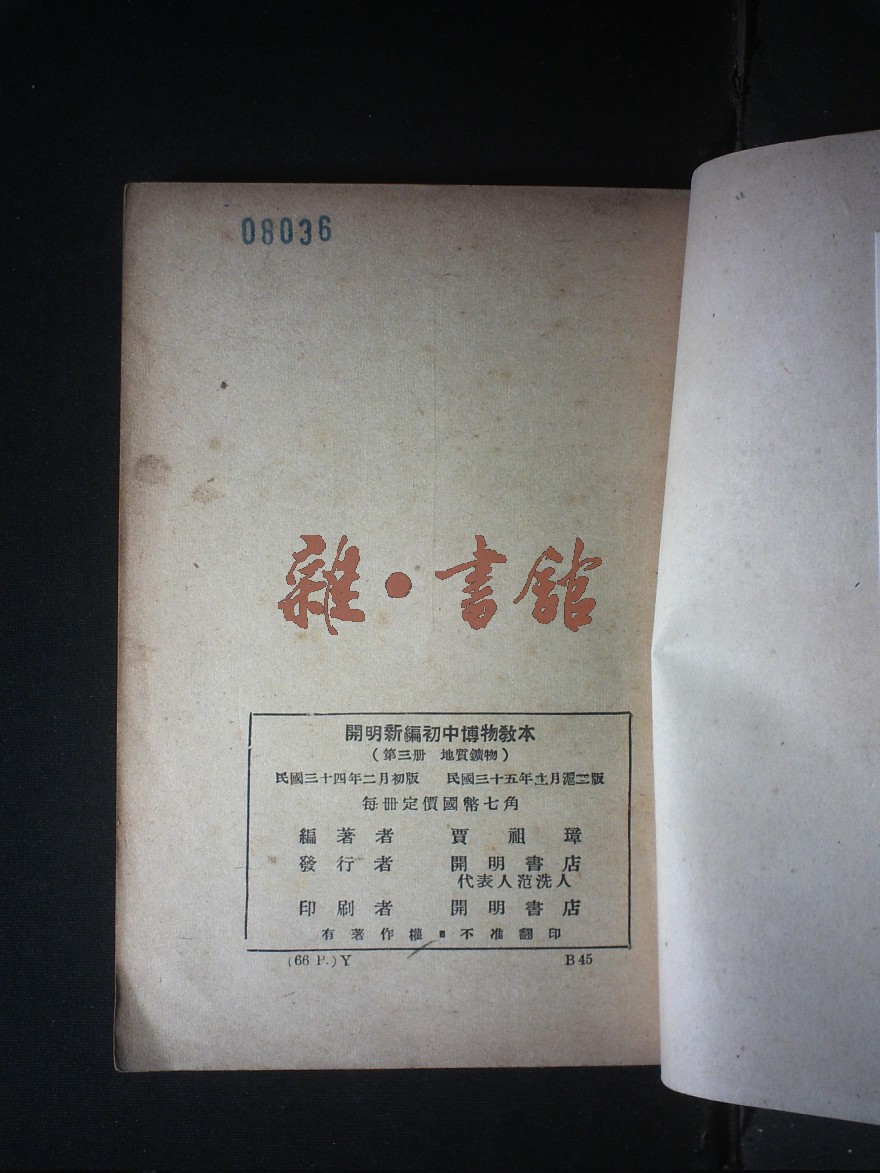 08036
雜·書館
開明新編初中博物教本
(第三册 地質鑛物)
民國三十四年二月初版 民國三十五年十一月滬三版
每冊定價國幣七角
編著者 賈祖璋
發行者 開明書店
代表人范洗人
印刷者 開明書店
有著作權·不准翻印
(66 P.) Y B45